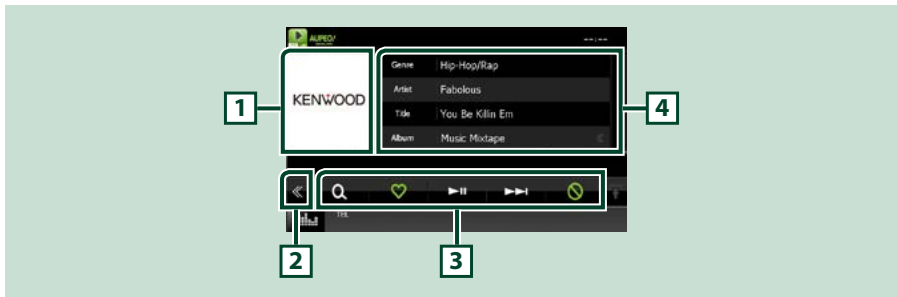 AUPEO!
--:--
Genre Hip-Hop/Rap
Artist Fabolous
Title You Be Killin Em
Album Music Mixtape
KENWOOD
TEL
1
2
3
4